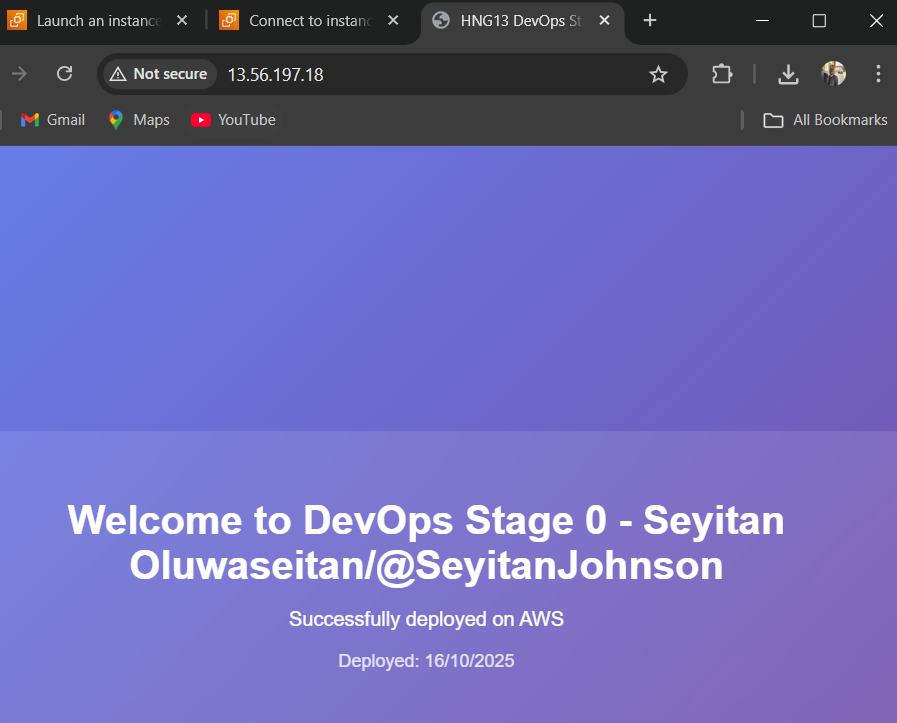 Launch an instance
Connect to instanc
HNG13 DevOps St
Not secure
13.56.197.18
Gmail
Maps
YouTube
All Bookmarks
Welcome to DevOps Stage 0 - Seyitan
Oluwaseitan/@SeyitanJohnson
Successfully deployed on AWS
Deployed: 16/10/2025